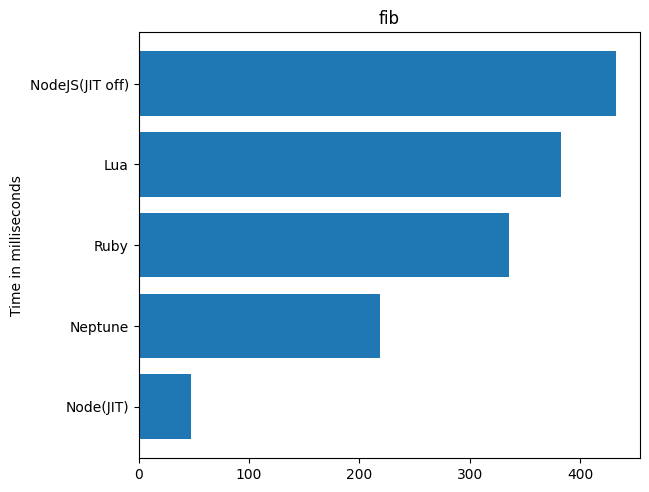 fib
NodeJS(JIT off)
Lua
Ruby
Neptune
Node(JIT)
Time in milliseconds
0 100 200 300 400